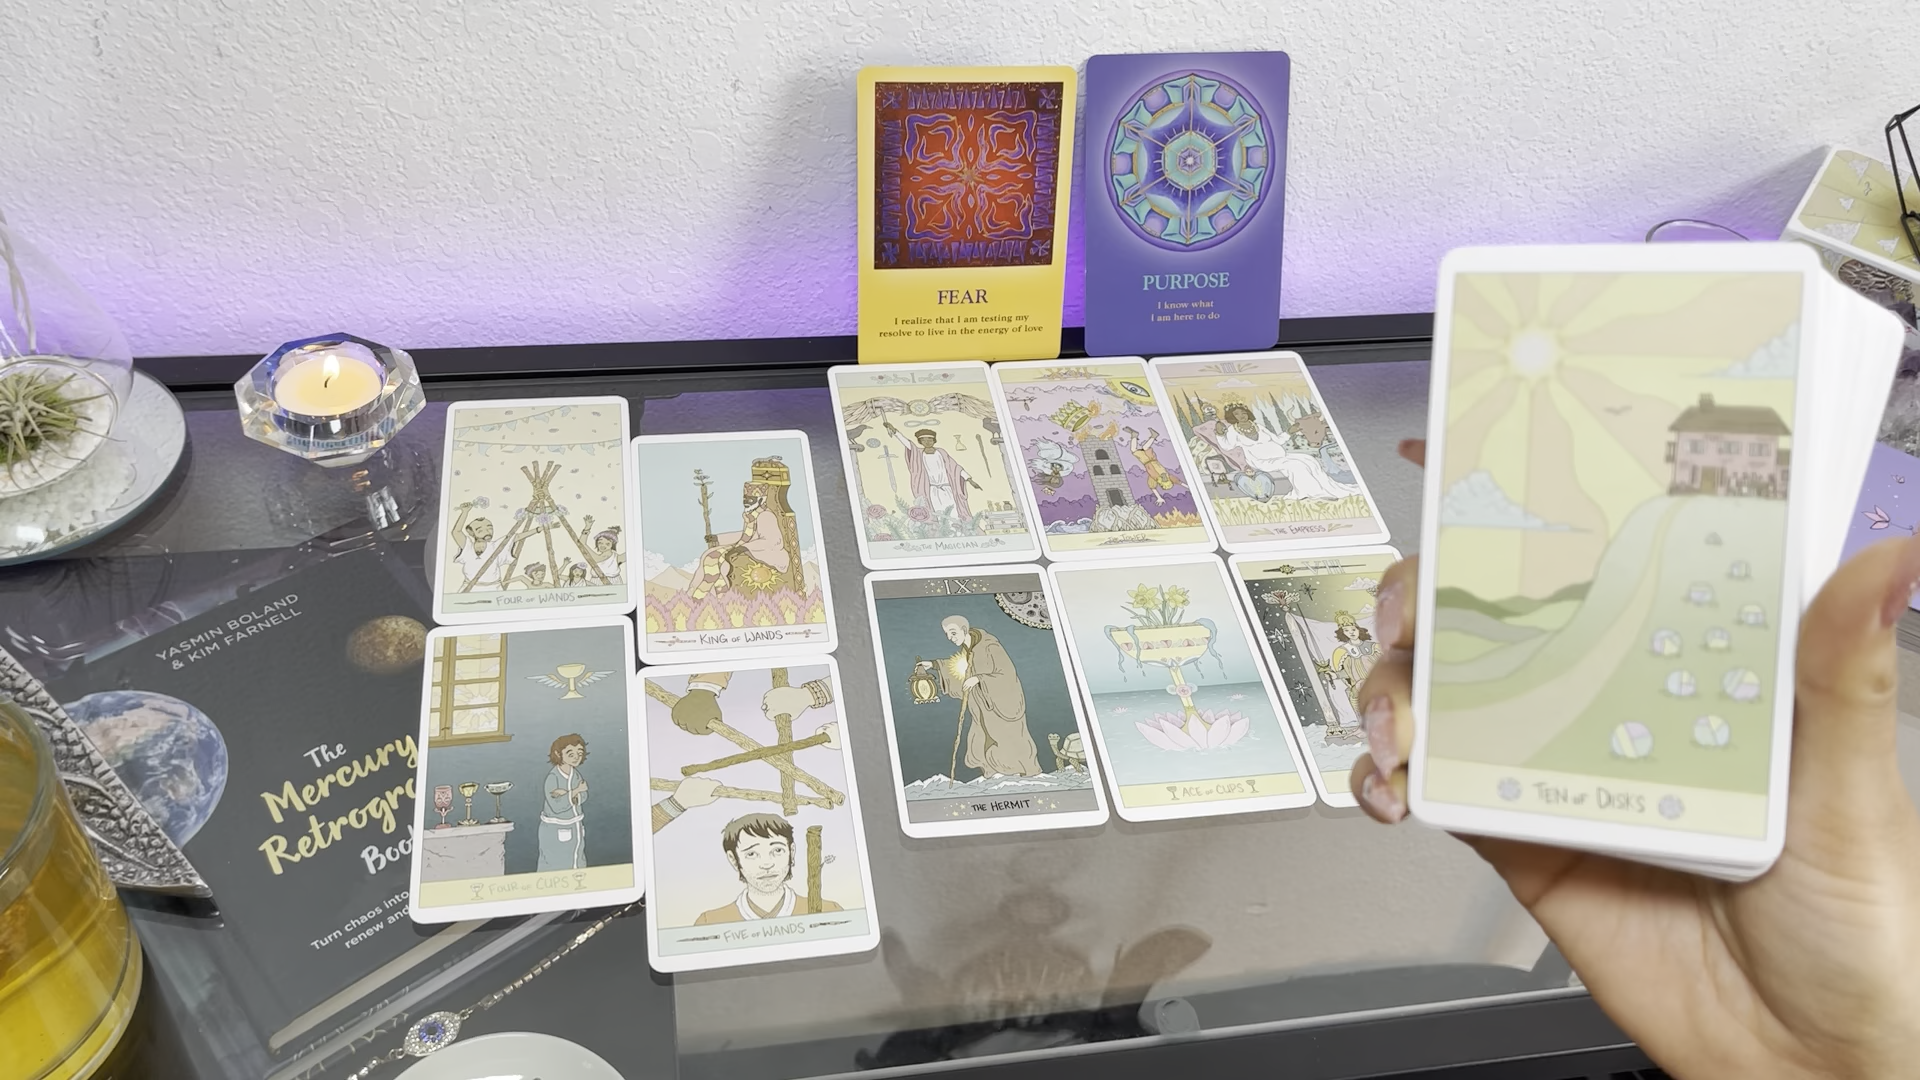 FEAR
I realize that I am testing my
resolve to live in the energy of love
PURPOSE
I know what
I am here to do
THE MAGICIAN
THE TOWER
THE EMPRESS
FOUR OF WANDS
KING OF WANDS
FOUR OF CUPS
FIVE OF WANDS
IX
THE HERMIT
ACE OF CUPS
TEN OF DISKS
YASMIN BOLAND
& KIM FARNELL
The
Mercury
Turn chaos into
renew and